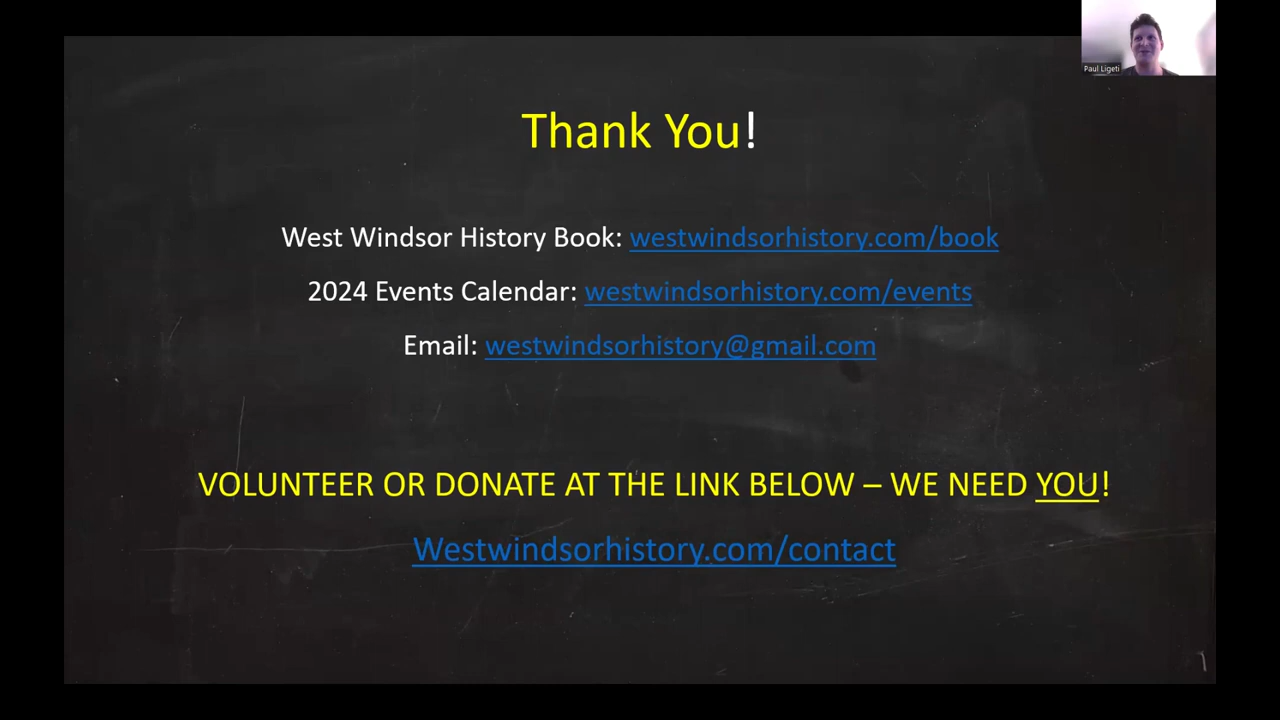 Paul Ligeti
Thank You!
West Windsor History Book: westwindsorhistory.com/book
2024 Events Calendar: westwindsorhistory.com/events
Email: westwindsorhistory@gmail.com
VOLUNTEER OR DONATE AT THE LINK BELOW – WE NEED YOU!
Westwindsorhistory.com/contact